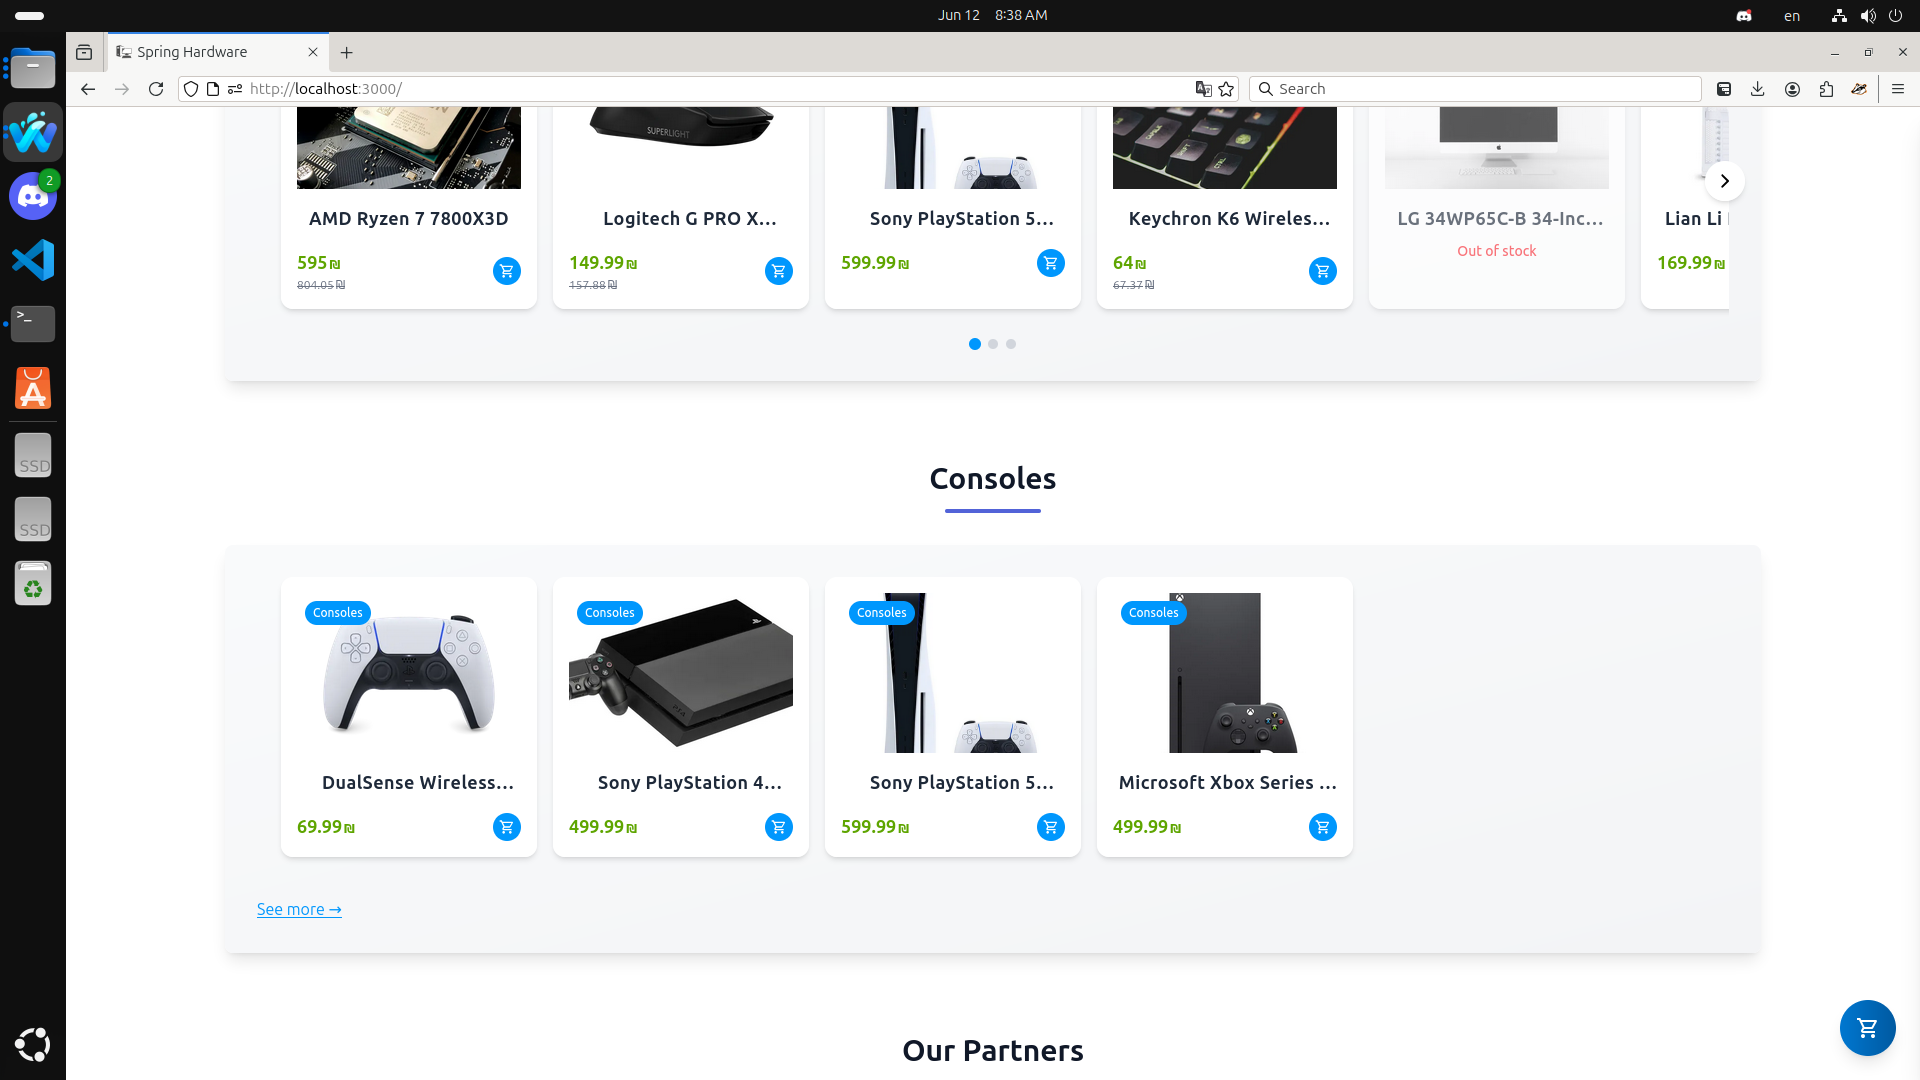 Jun 12 8:38 AM
en
Spring Hardware
http://localhost:3000/
Search
2
SUPERLIGHT
AMD Ryzen 7 7800X3D
595₪
804.05₪
Logitech G PRO X...
149.99₪
157.88₪
Sony PlayStation 5...
599.99₪
Keychron K6 Wireles...
64₪
67.37₪
LG 34WP65C-B 34-Inc...
Out of stock
Lian Li
169.99₪
Consoles
Consoles
DualSense Wireless...
69.99₪
Consoles
Sony PlayStation 4...
499.99₪
Consoles
Sony PlayStation 5...
599.99₪
Consoles
Microsoft Xbox Series ...
499.99₪
See more →
Our Partners
>_
SSD
SSD